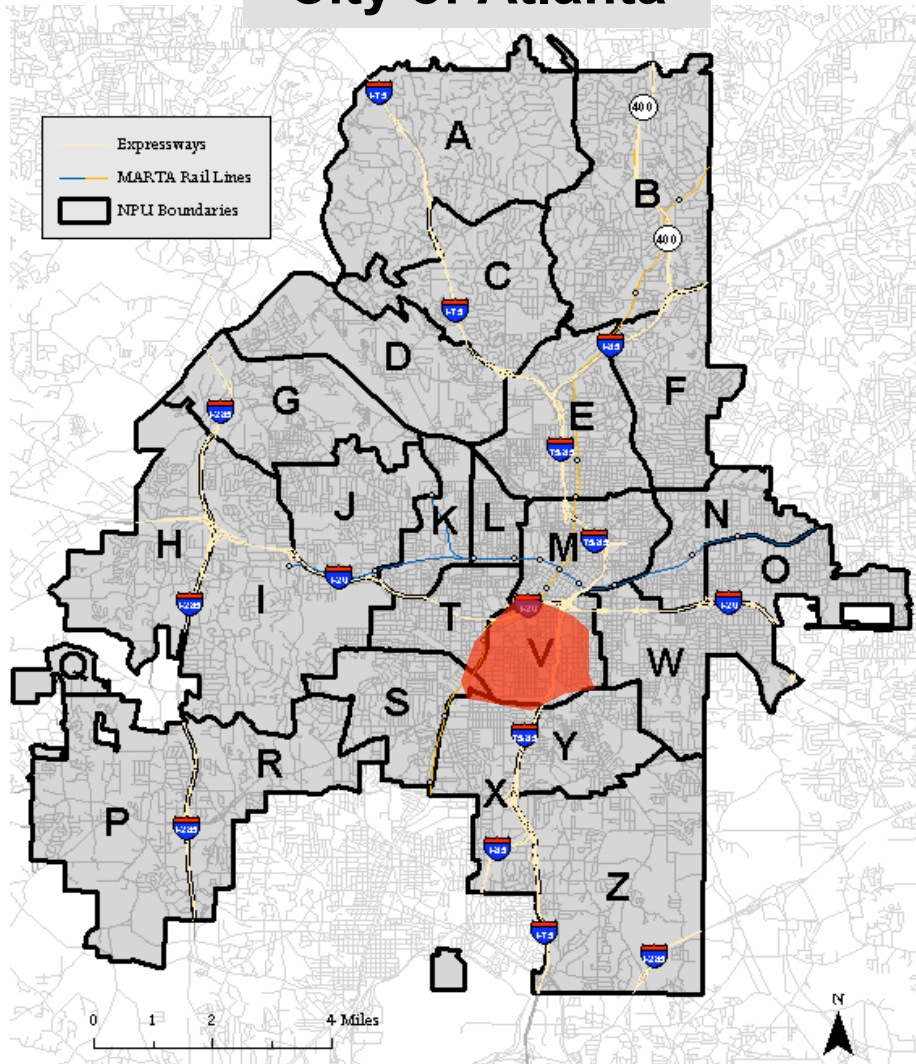 City of Atlanta
I-75
400
A
Expressways
MARTA Rail Lines
B
NPU Boundaries
400
C
I-75
I-85
D
F
G
E
I-285
75/85
J
K
L
N
M
75/85
H
O
I-20
I
I-285
I-20
I-20
T
V
W
Q
S
75/85
Y
R
X
P
I-285
I-85
Z
I-75
I-285
N
0 1 2 4 Miles